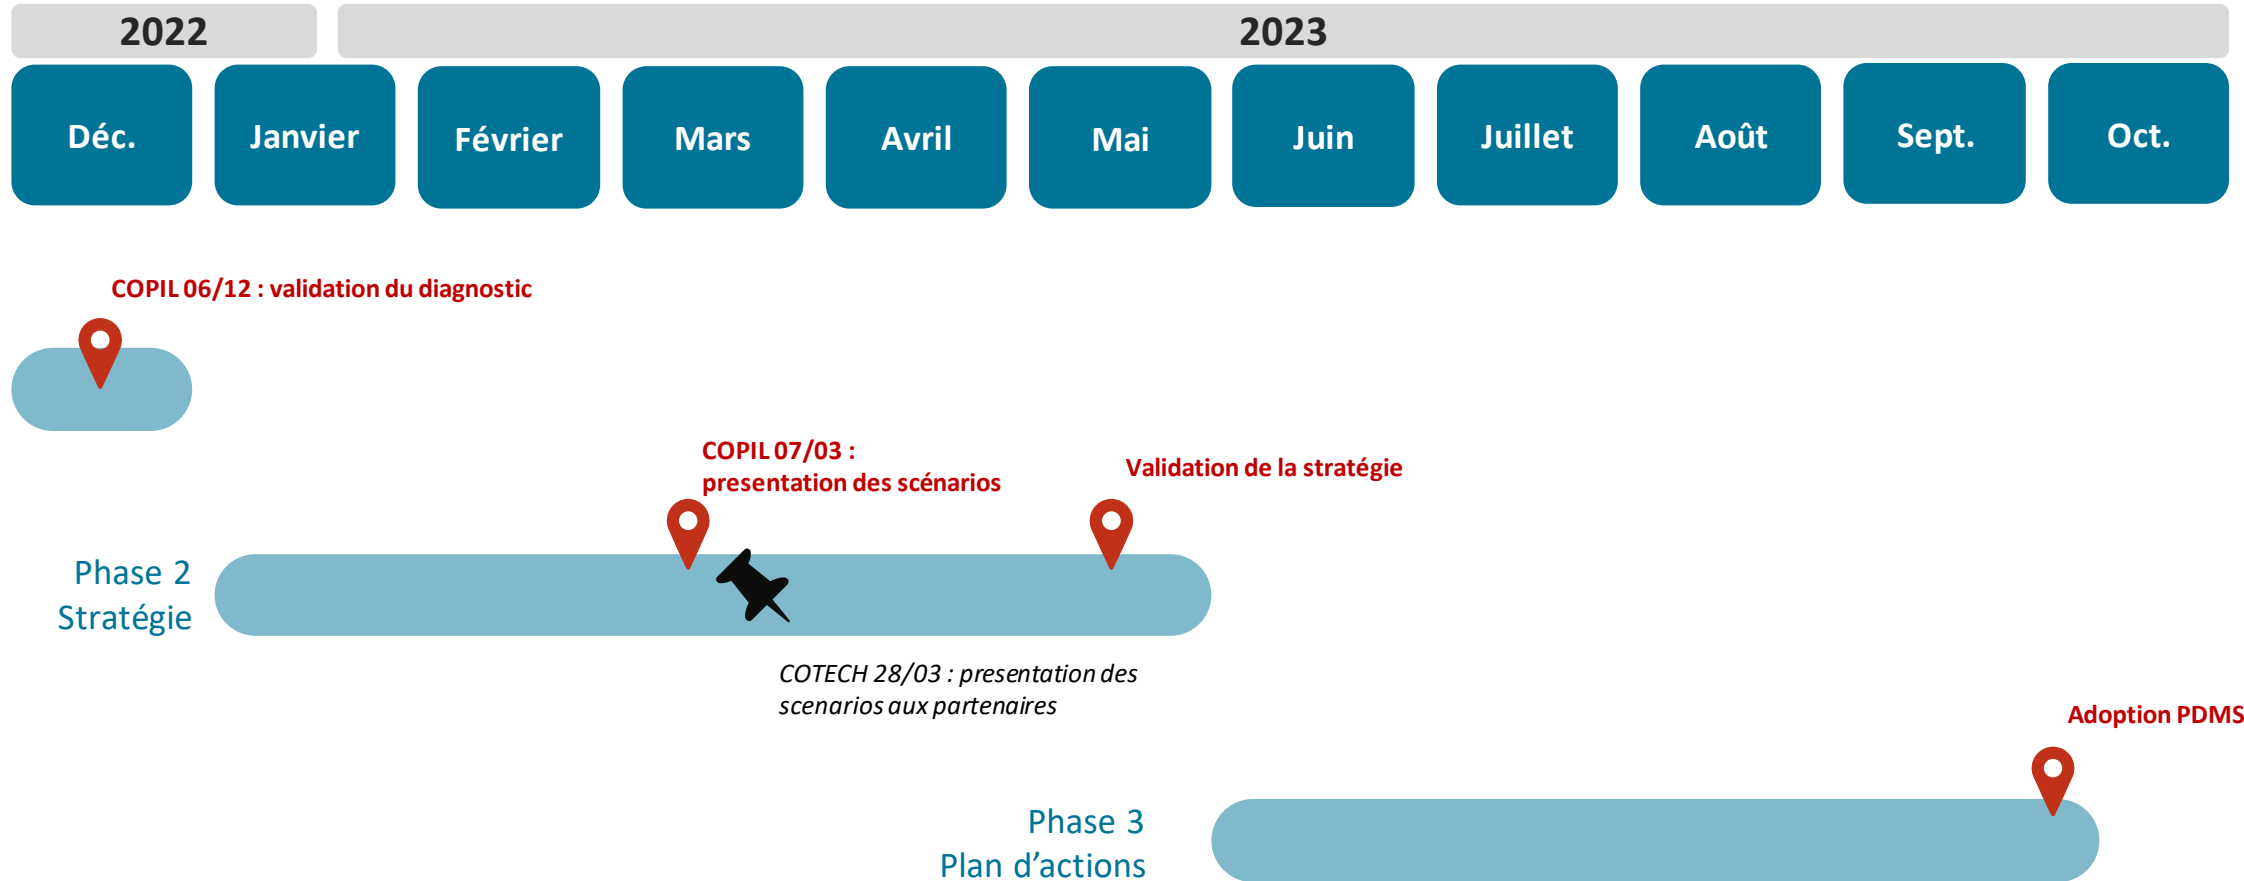 2022
2023
Déc.
Janvier
Février
Mars
Avril
Mai
Juin
Juillet
Août
Sept.
Oct.
COPIL 06/12 : validation du diagnostic
COPIL 07/03 :
presentation des scénarios
Validation de la stratégie
Phase 2
Stratégie
COTECH 28/03 : presentation des
scenarios aux partenaires
Adoption PDMS
Phase 3
Plan d’actions